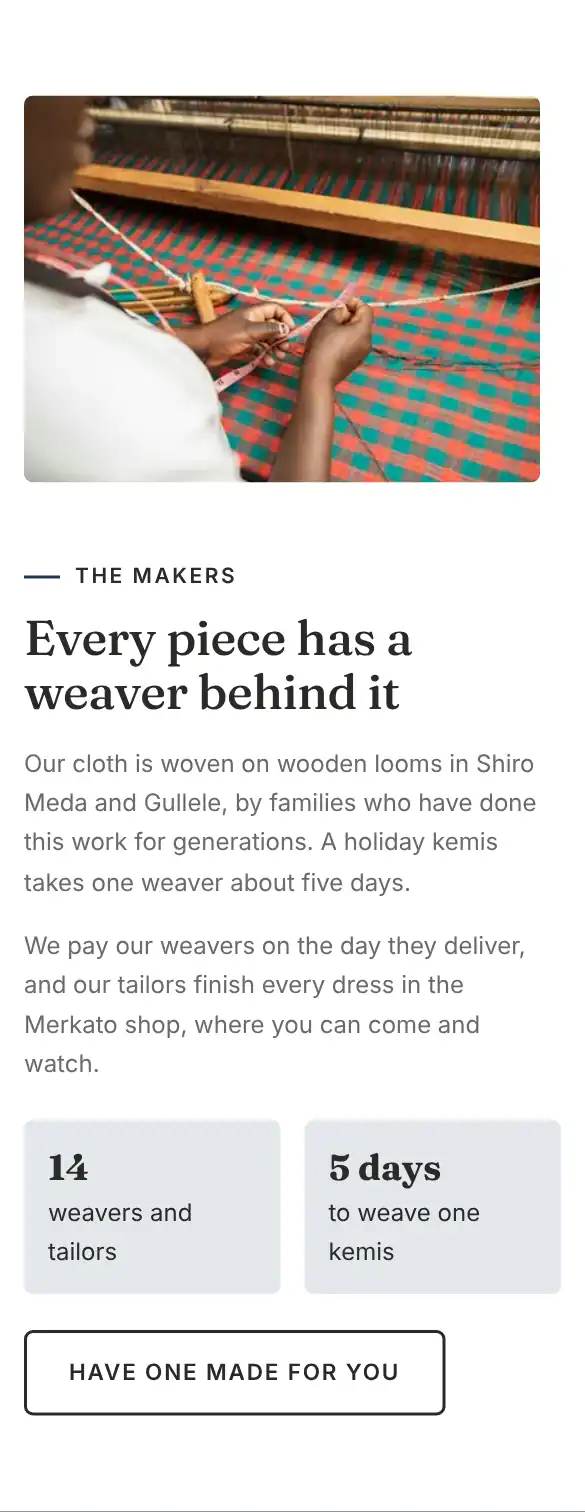 THE MAKERS
Every piece has a
weaver behind it
Our cloth is woven on wooden looms in Shiro
Meda and Gullele, by families who have done
this work for generations. A holiday kemis
takes one weaver about five days.
We pay our weavers on the day they deliver,
and our tailors finish every dress in the
Merkato shop, where you can come and
watch.
14
weavers and
tailors
5 days
to weave one
kemis
HAVE ONE MADE FOR YOU